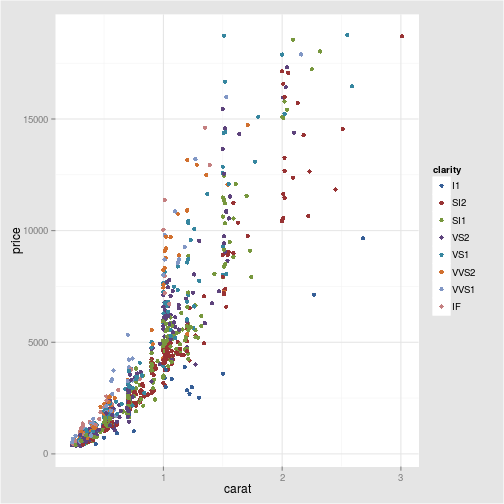 15000
10000
5000
0
price
1
2
3
carat
clarity
I1
SI2
SI1
VS2
VS1
VVS2
VVS1
IF